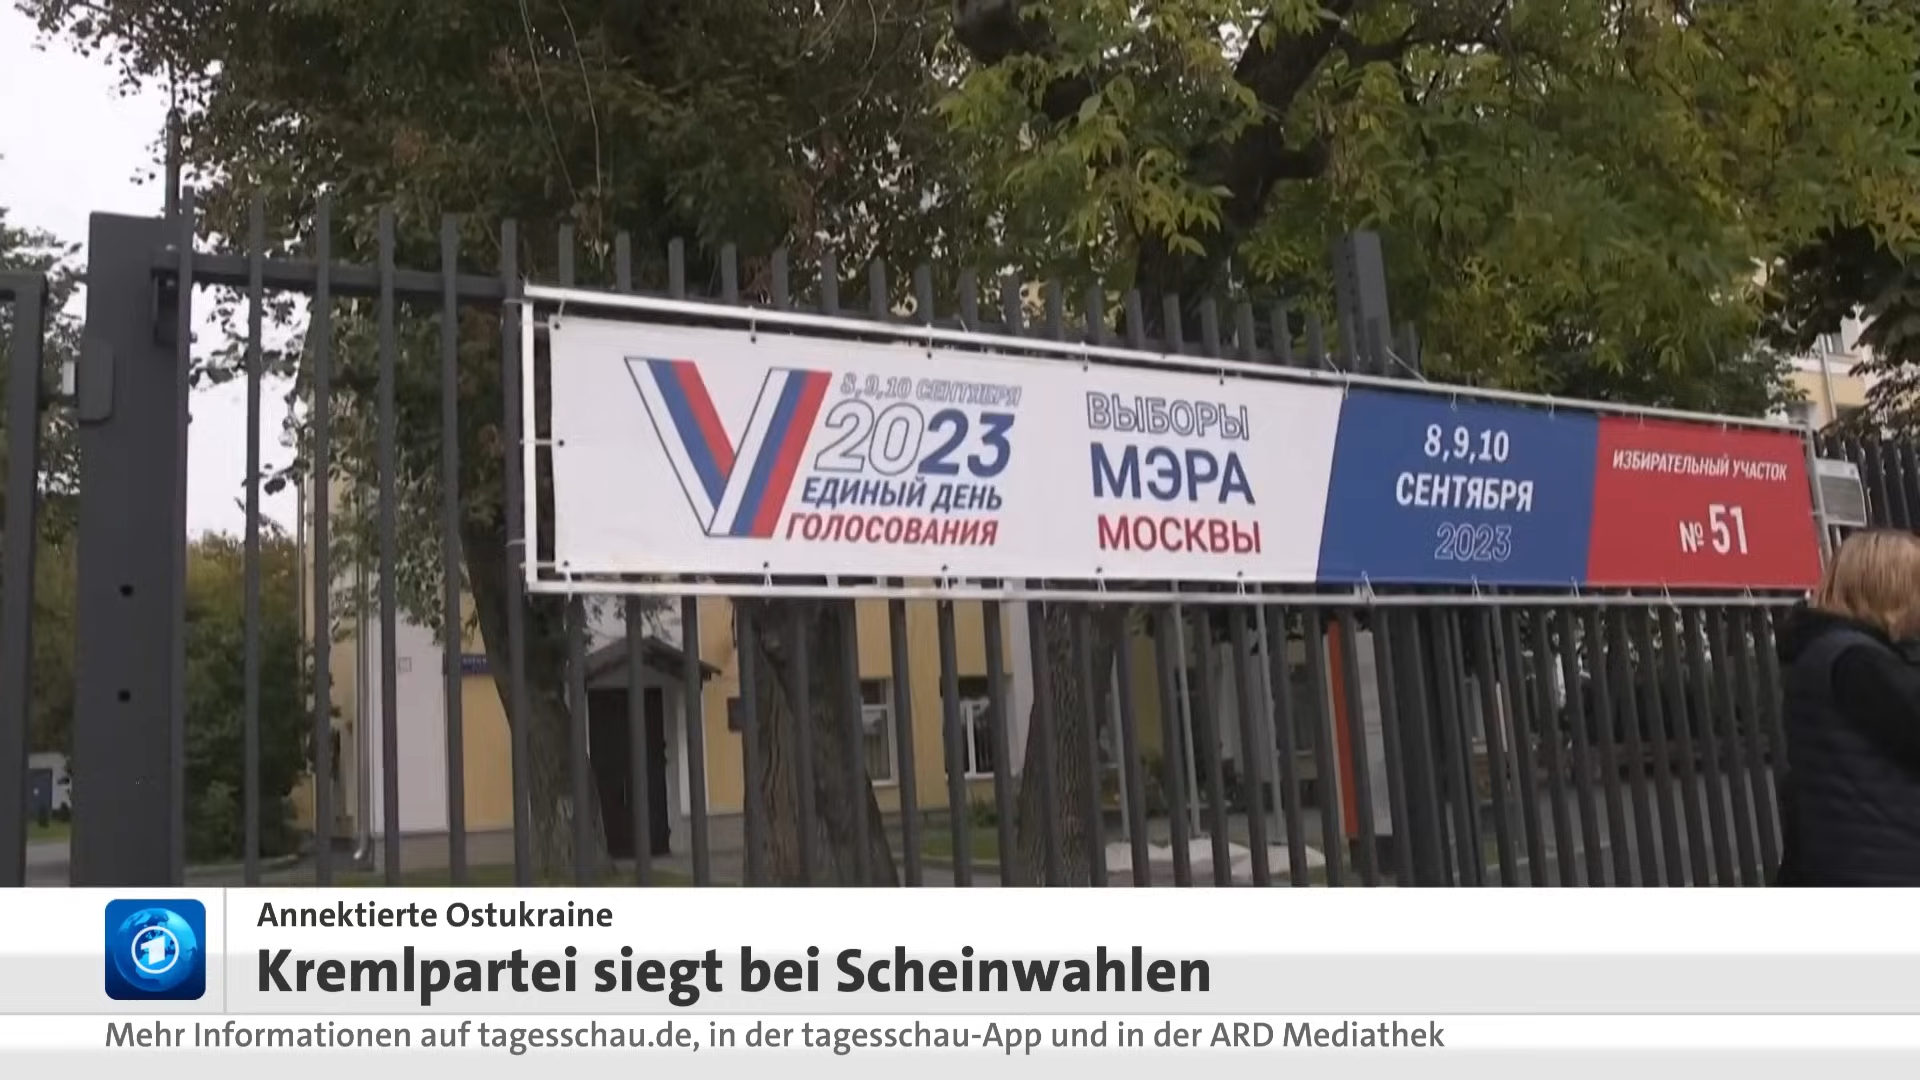 8,9,10 СЕНТЯБРЯ
2023
ЕДИНЫЙ ДЕНЬ
ГОЛОСОВАНИЯ
ВЫБОРЫ
МЭРА
МОСКВЫ
8,9,10
СЕНТЯБРЯ
2023
ИЗБИРАТЕЛЬНЫЙ УЧАСТОК
№ 51
1
Annektierte Ostukraine
Kremlpartei siegt bei Scheinwahlen
Mehr Informationen auf tagesschau.de, in der tagesschau-App und in der ARD Mediathek